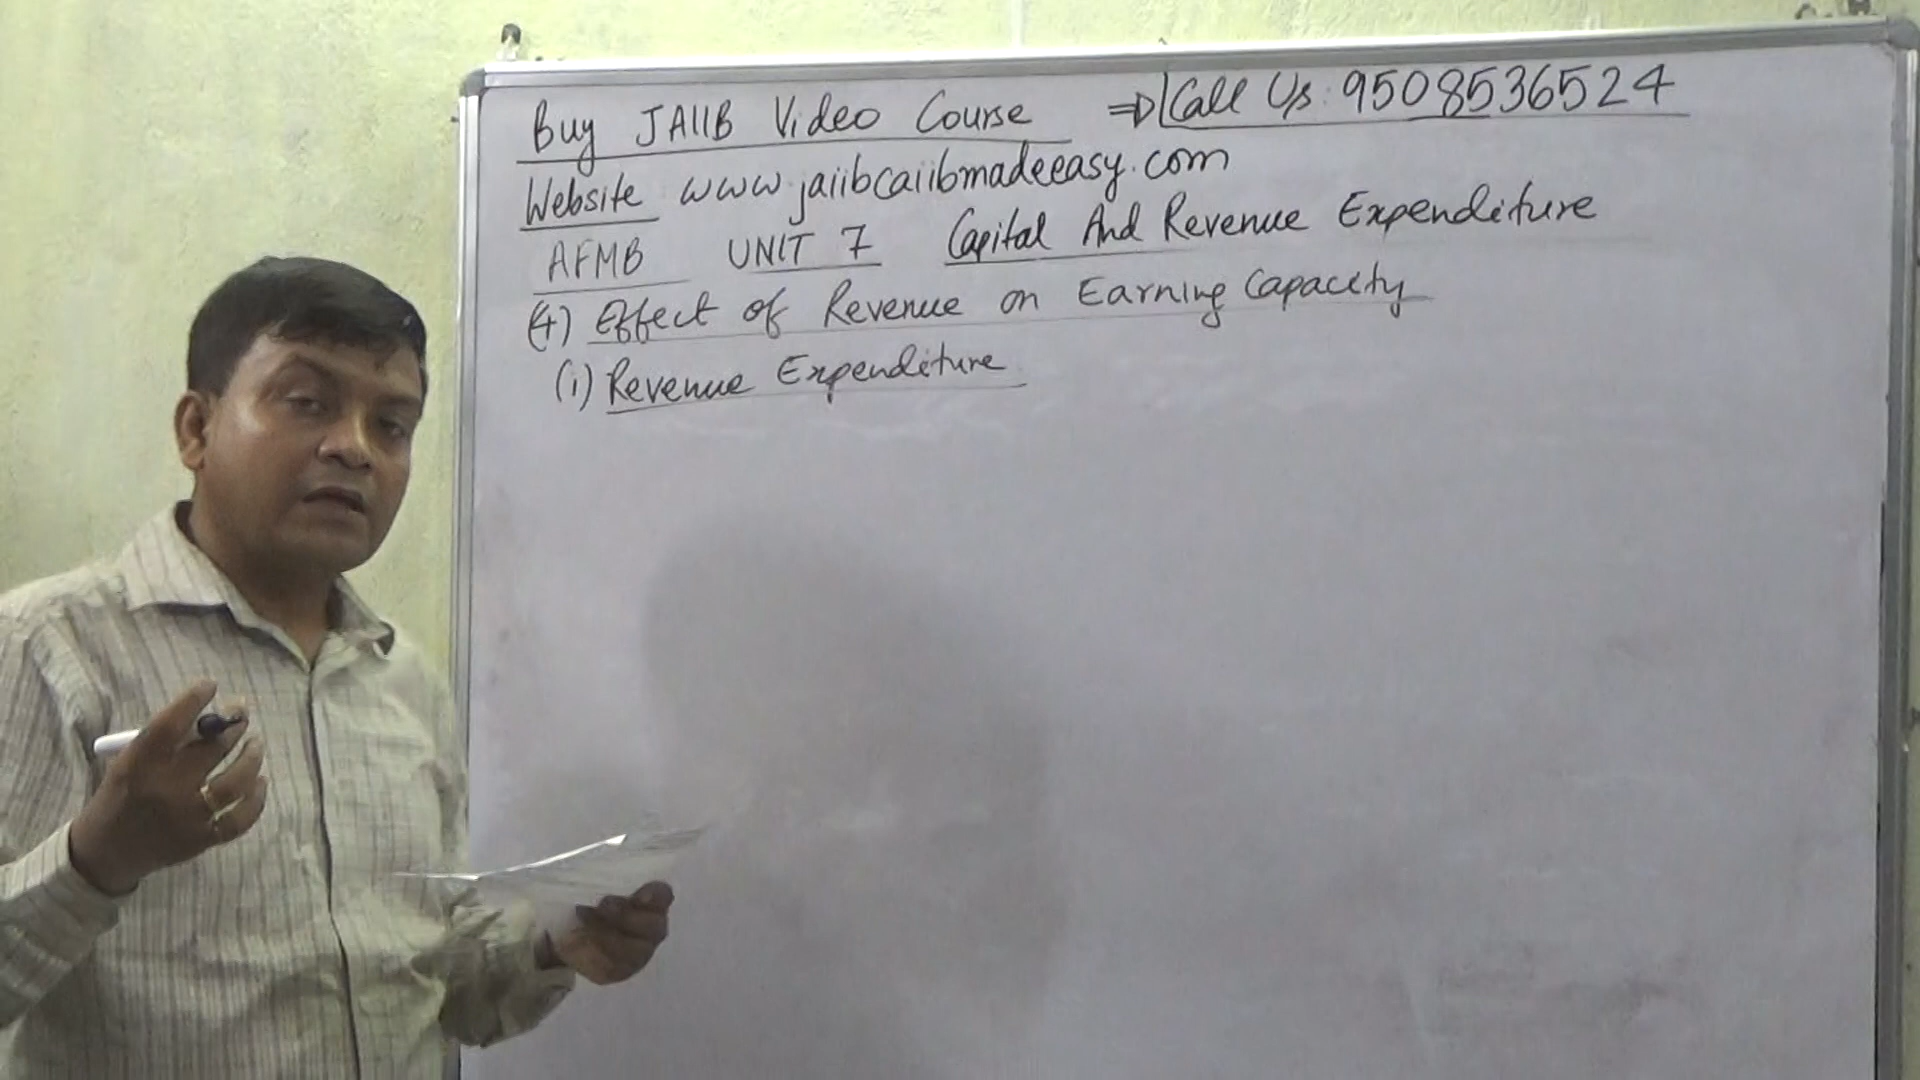 Buy JAIIB Video Course ⇒ Call Us: 9508536524
Website www.jaiibcaiibmadeeasy.com
AFMB UNIT 7 Capital And Revenue Expenditure
(4) Effect of Revenue on Earning Capacity
(i) Revenue Expenditure